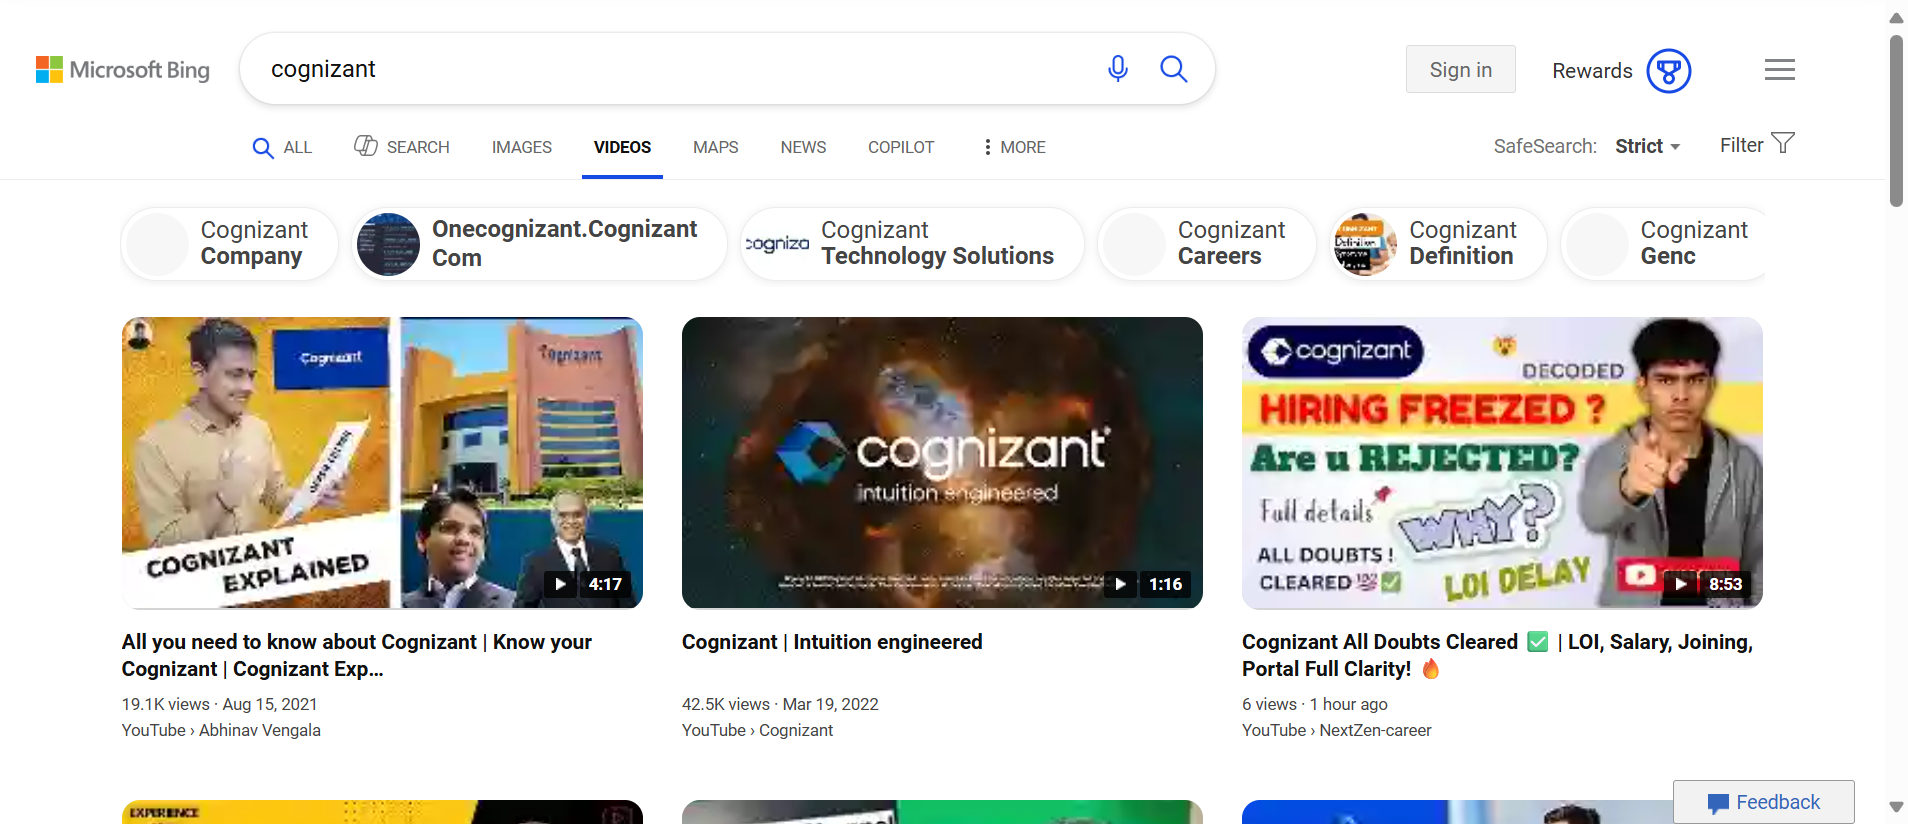 Microsoft Bing
cognizant
Sign in
Rewards
ALL
SEARCH
IMAGES
VIDEOS
MAPS
NEWS
COPILOT
MORE
SafeSearch: Strict
Filter
Cognizant
Company
Onecognizant.Cognizant
Com
cogniza
Cognizant
Technology Solutions
Cognizant
Careers
Cognizant
Definition
Cognizant
Genc
Cognizant
Cognizant
COGNIZANT
EXPLAINED
4:17
cognizant
intuition engineered
1:16
cognizant
DECODED
HIRING FREEZED ?
Are u REJECTED?
Full details
WHY?
ALL DOUBTS !
CLEARED 💯 ✅
LOI DELAY
8:53
All you need to know about Cognizant | Know your
Cognizant | Cognizant Exp...
19.1K views · Aug 15, 2021
YouTube › Abhinav Vengala
Cognizant | Intuition engineered
42.5K views · Mar 19, 2022
YouTube › Cognizant
Cognizant All Doubts Cleared ✅ | LOI, Salary, Joining,
Portal Full Clarity! 🔥
6 views · 1 hour ago
YouTube › NextZen-career
EXPERIENCE
Feedback